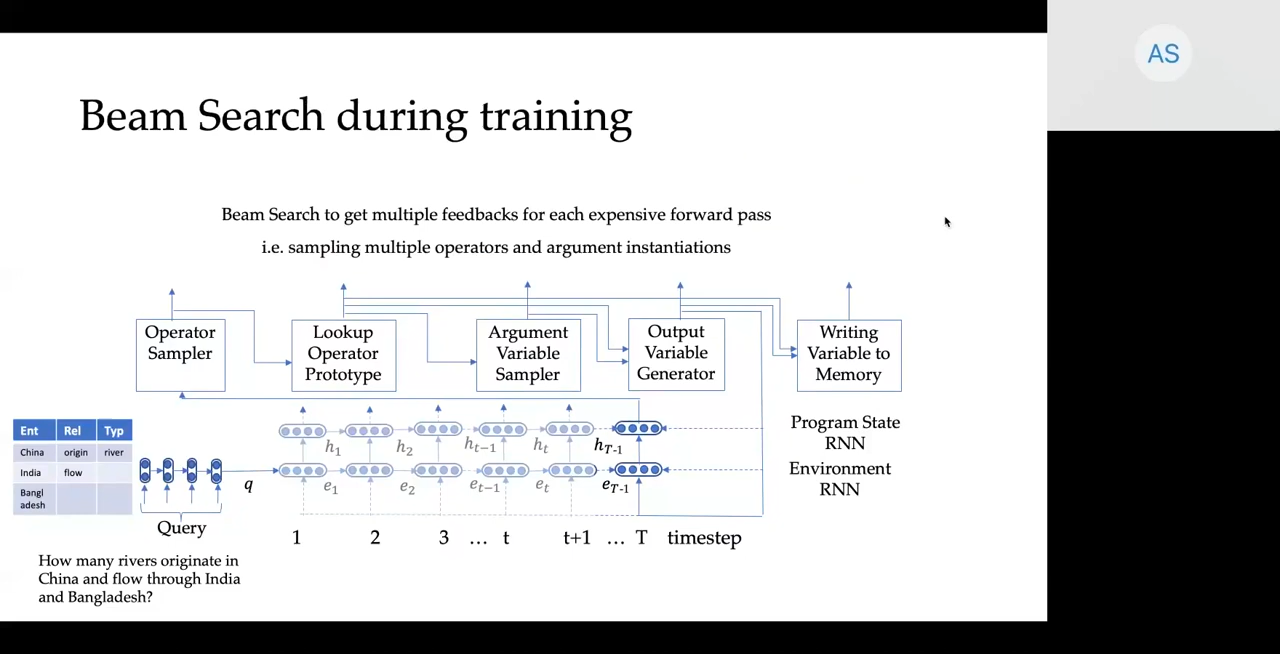 AS
Beam Search during training
Beam Search to get multiple feedbacks for each expensive forward pass
i.e. sampling multiple operators and argument instantiations
Operator
Sampler
Lookup
Operator
Prototype
Argument
Variable
Sampler
Output
Variable
Generator
Writing
Variable to
Memory
Ent Rel Typ
China origin river
India flow
Bangl
adesh
h1 h2 ht−1 ht hT-1
Program State
RNN
q e1 e2 et−1 et eT-1
Environment
RNN
Query
1 2 3 … t t+1 … T timestep
How many rivers originate in
China and flow through India
and Bangladesh?